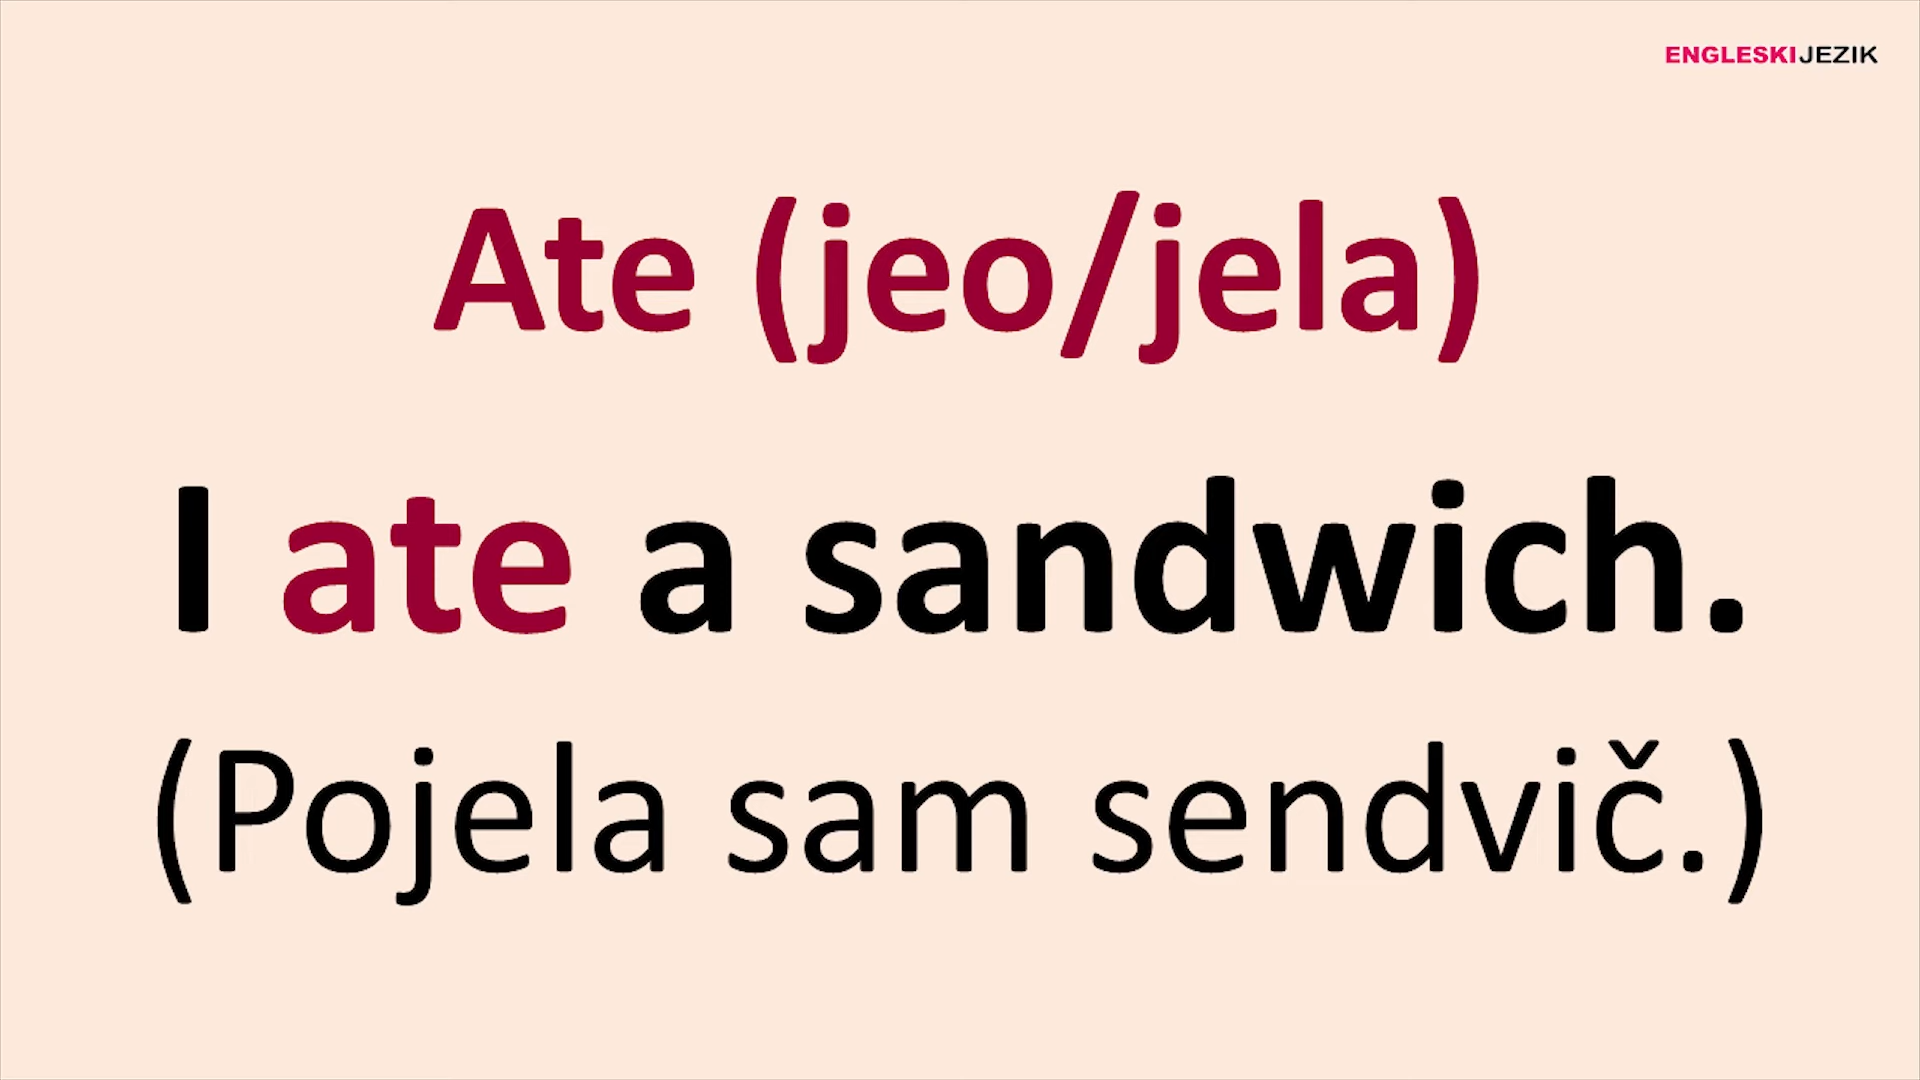 ENGLESKIJEZIK
Ate (jeo/jela)
I ate a sandwich.
(Pojela sam sendvič.)